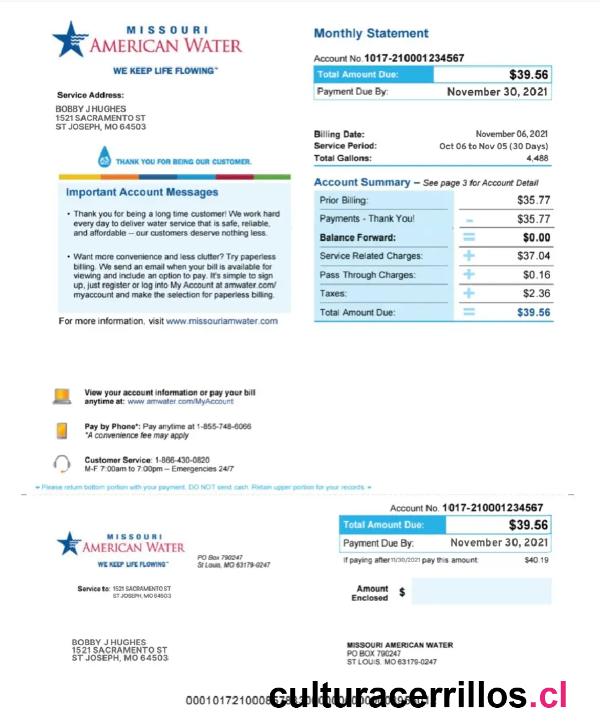 MISSOURI
AMERICAN WATER
WE KEEP LIFE FLOWING™
Service Address:
BOBBY J HUGHES
1521 SACRAMENTO ST
ST JOSEPH, MO 64503
THANK YOU FOR BEING OUR CUSTOMER.
Important Account Messages
• Thank you for being a long time customer! We work hard
every day to deliver water service that is safe, reliable,
and affordable – our customers deserve nothing less.
• Want more convenience and less clutter? Try paperless
billing. We send an email when your bill is available for
viewing and include an option to pay. It's simple to sign
up, just register or log into My Account at amwater.com/
myaccount and make the selection for paperless billing.
For more information, visit www.missouriamwater.com
Monthly Statement
Account No. 1017-210001234567
Total Amount Due: $39.56
Payment Due By: November 30, 2021
Billing Date: November 06, 2021
Service Period: Oct 06 to Nov 05 (30 Days)
Total Gallons: 4,488
Account Summary – See page 3 for Account Detail
Prior Billing: $35.77
Payments - Thank You! - $35.77
Balance Forward: = $0.00
Service Related Charges: + $37.04
Pass Through Charges: + $0.16
Taxes: + $2.36
Total Amount Due: = $39.56
View your account information or pay your bill
anytime at: www.amwater.com/MyAccount
Pay by Phone*: Pay anytime at 1-855-748-6066
*A convenience fee may apply
Customer Service: 1-866-430-0820
M-F 7:00am to 7:00pm – Emergencies 24/7
Please return bottom portion with your payment. DO NOT send cash. Retain upper portion for your records.
MISSOURI
AMERICAN WATER
WE KEEP LIFE FLOWING™
PO Box 790247
St Louis, MO 63179-0247
Service to: 1521 SACRAMENTO ST
ST JOSEPH, MO 64503
BOBBY J HUGHES
1521 SACRAMENTO ST
ST JOSEPH, MO 64503
Account No. 1017-210001234567
Total Amount Due: $39.56
Payment Due By: November 30, 2021
If paying after 11/30/2021 pay this amount: $40.19
Amount
Enclosed $
MISSOURI AMERICAN WATER
PO BOX 790247
ST LOUIS, MO 63179-0247
culturacerrillos.cl